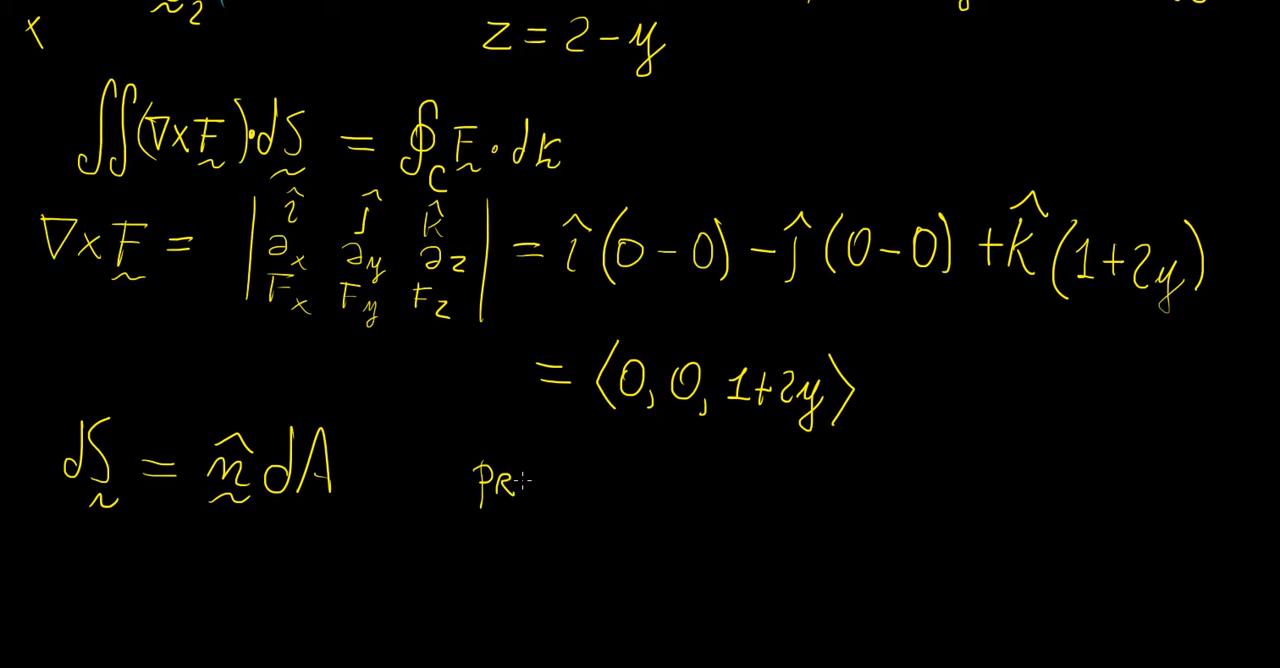 x ~2
z = 2 - y
∬(∇×F)·dS = ∮_C F·dr
∇×F = | î ĵ k̂ |
| ∂x ∂y ∂z |
| Fx Fy Fz |
= î(0 - 0) - ĵ(0 - 0) + k̂(1+2y)
= ⟨0, 0, 1+2y⟩
dS = n̂ dA PR